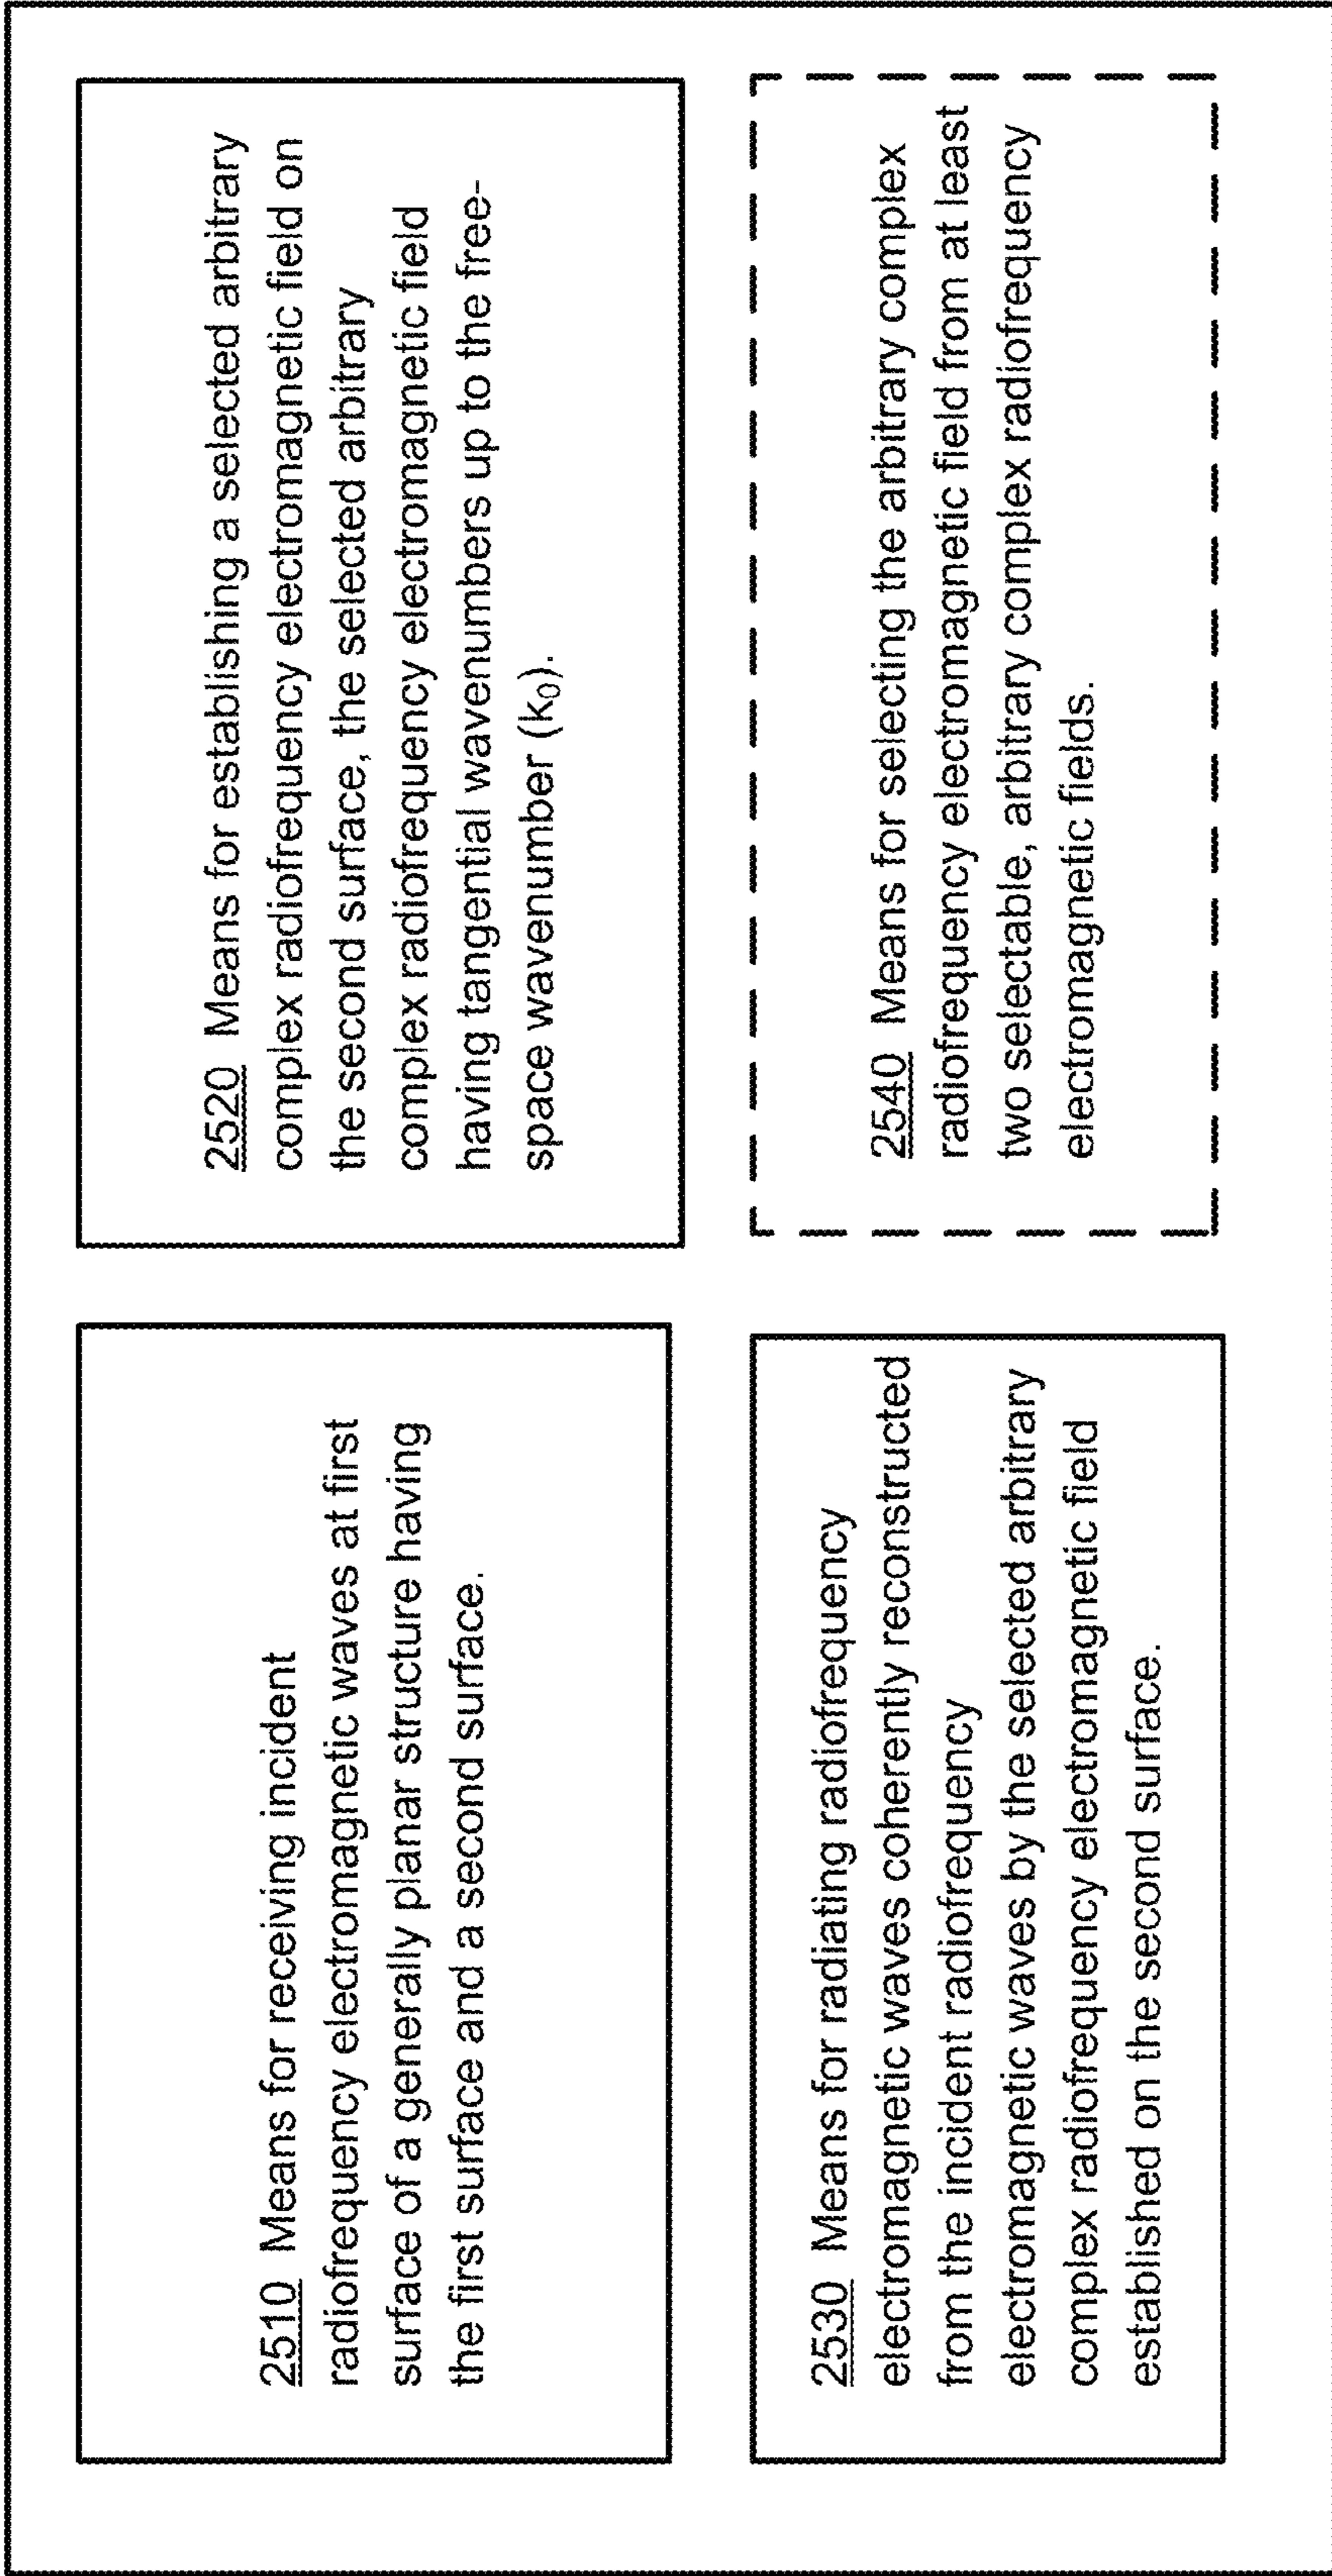 2510 Means for receiving incident
radiofrequency electromagnetic waves at first
surface of a generally planar structure having
the first surface and a second surface.
2520 Means for establishing a selected arbitrary
complex radiofrequency electromagnetic field on
the second surface, the selected arbitrary
complex radiofrequency electromagnetic field
having tangential wavenumbers up to the free-
space wavenumber (k₀).
2530 Means for radiating radiofrequency
electromagnetic waves coherently reconstructed
from the incident radiofrequency
electromagnetic waves by the selected arbitrary
complex radiofrequency electromagnetic field
established on the second surface.
2540 Means for selecting the arbitrary complex
radiofrequency electromagnetic field from at least
two selectable, arbitrary complex radiofrequency
electromagnetic fields.